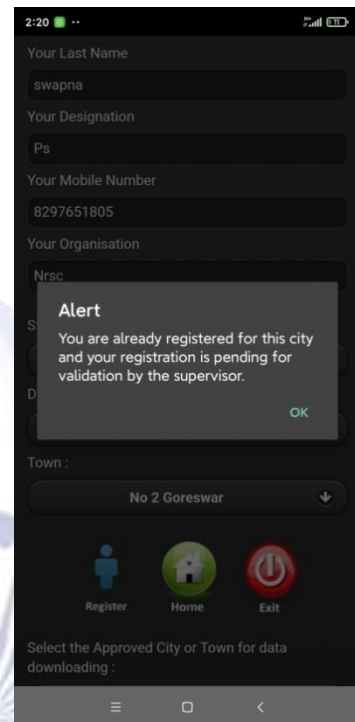 2:20
Your Last Name
swapna
Your Designation
Ps
Your Mobile Number
8297651805
Your Organisation
Nrsc
S
Alert
You are already registered for this city
and your registration is pending for
validation by the supervisor.
D
OK
Town :
No 2 Goreswar
Register Home Exit
Select the Approved City or Town for data
downloading :